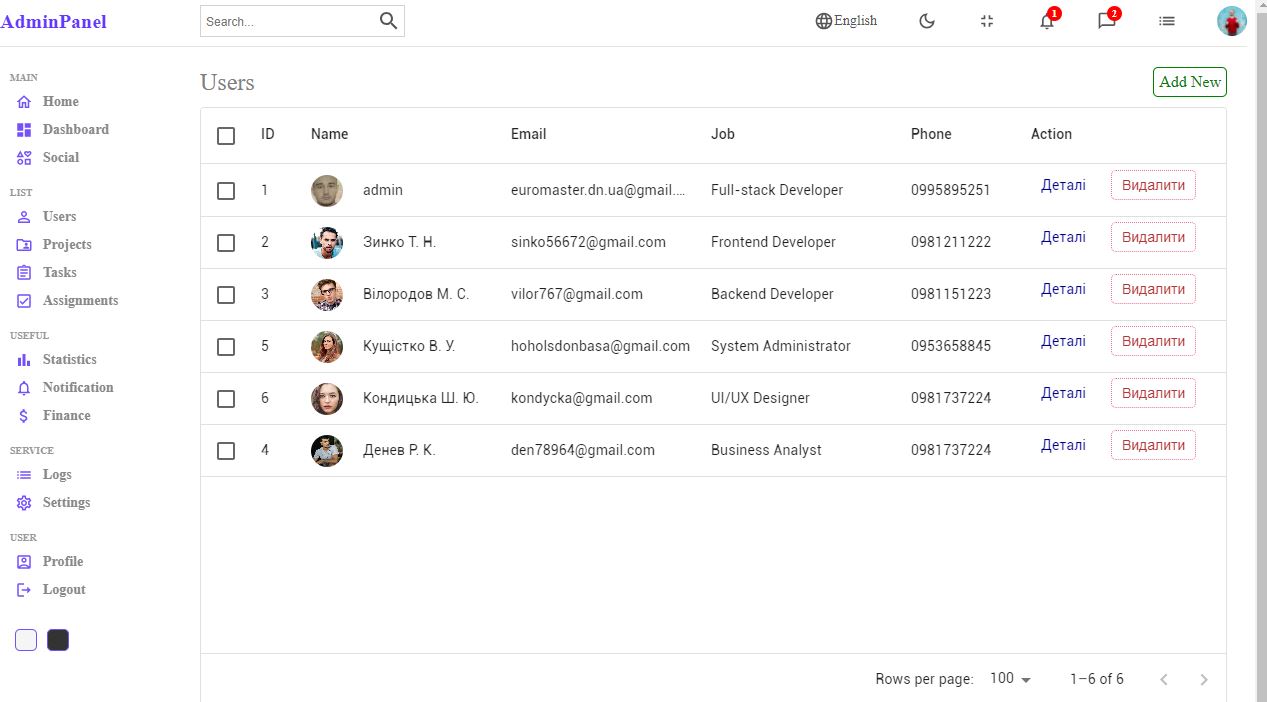 AdminPanel
Search...
English
1
2
MAIN
Home
Dashboard
Social
LIST
Users
Projects
Tasks
Assignments
USEFUL
Statistics
Notification
Finance
SERVICE
Logs
Settings
USER
Profile
Logout
Users
Add New
ID Name Email Job Phone Action
1 admin euromaster.dn.ua@gmail.... Full-stack Developer 0995895251 Деталі Видалити
2 Зинко Т. Н. sinko56672@gmail.com Frontend Developer 0981211222 Деталі Видалити
3 Вілородов М. С. vilor767@gmail.com Backend Developer 0981151223 Деталі Видалити
5 Кущістко В. У. hoholsdonbasa@gmail.com System Administrator 0953658845 Деталі Видалити
6 Кондицька Ш. Ю. kondycka@gmail.com UI/UX Designer 0981737224 Деталі Видалити
4 Денев Р. К. den78964@gmail.com Business Analyst 0981737224 Деталі Видалити
Rows per page: 100 1–6 of 6